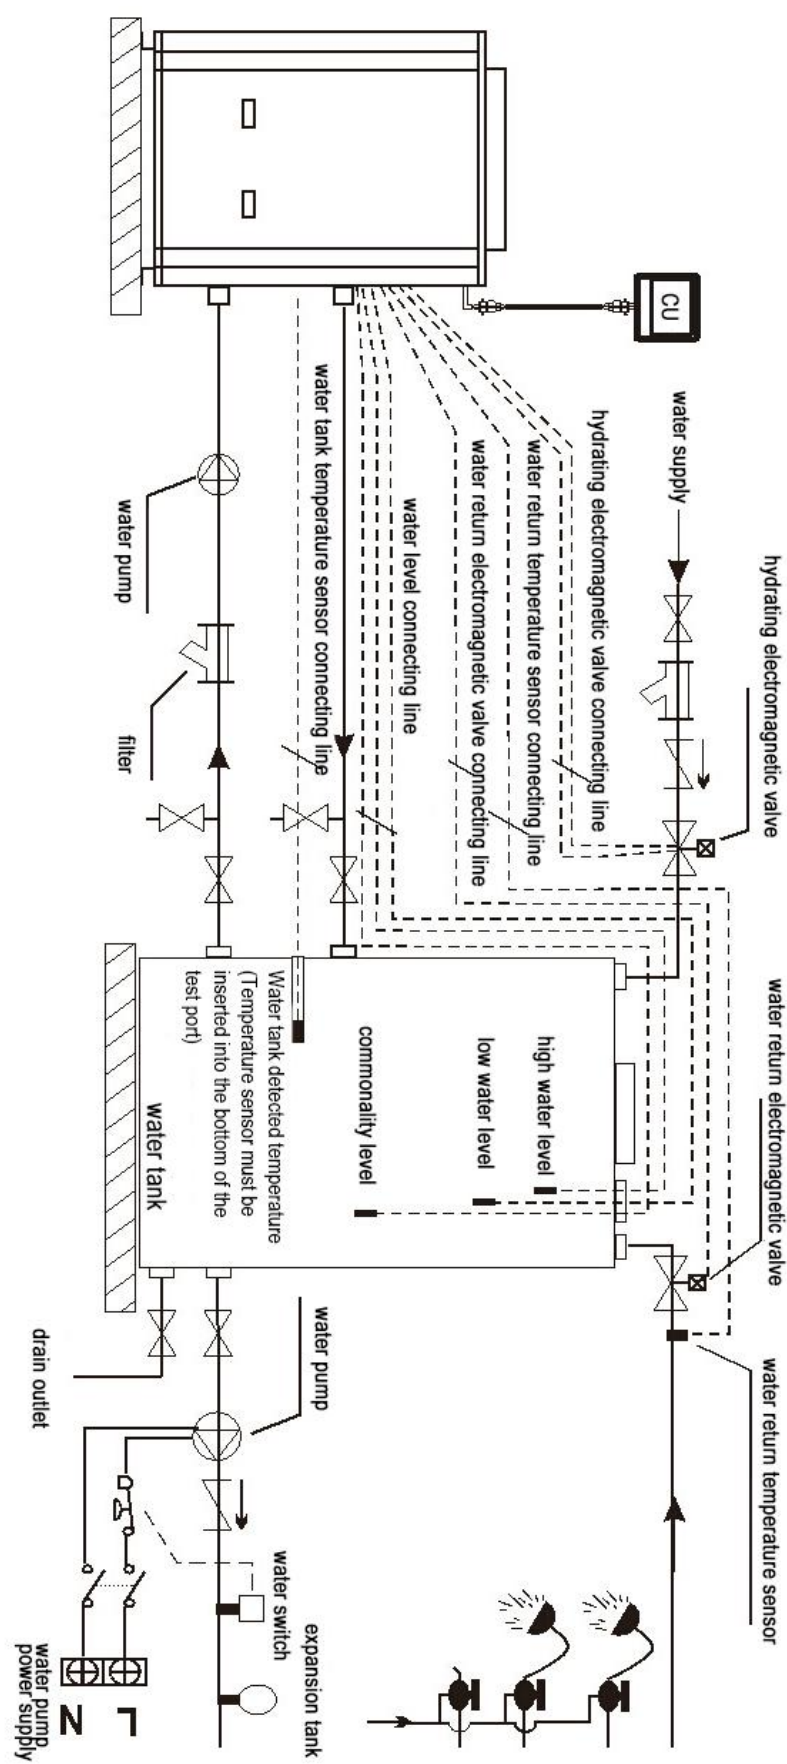 CU
water supply
hydrating electromagnetic valve
hydrating electromagnetic valve connecting line
water return temperature sensor connecting line
water return electromagnetic valve connecting line
water level connecting line
water tank temperature sensor connecting line
water pump
filter
water return electromagnetic valve
high water level
low water level
commonality level
Water tank detected temperature
(Temperature sensor must be
inserted into the bottom of the
test port)
water tank
water return temperature sensor
water pump
drain outlet
water switch
expansion tank
L
N
water pump
power supply